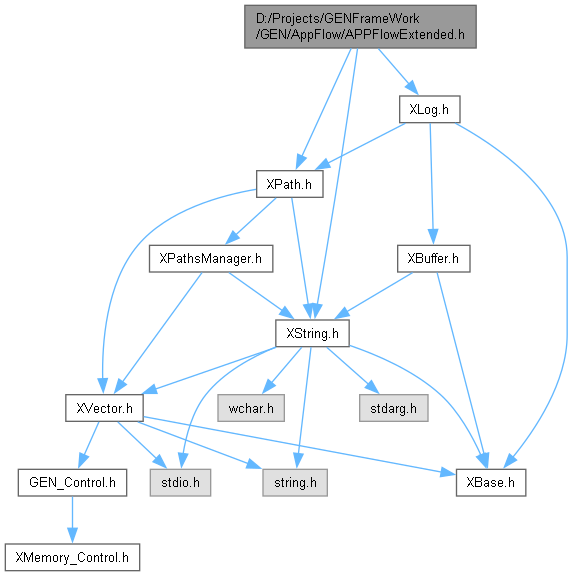 D:/Projects/GENFrameWork
/GEN/AppFlow/APPFlowExtended.h
XLog.h
XPath.h
XPathsManager.h
XBuffer.h
XString.h
XVector.h
wchar.h
stdarg.h
GEN_Control.h
stdio.h
string.h
XBase.h
XMemory_Control.h